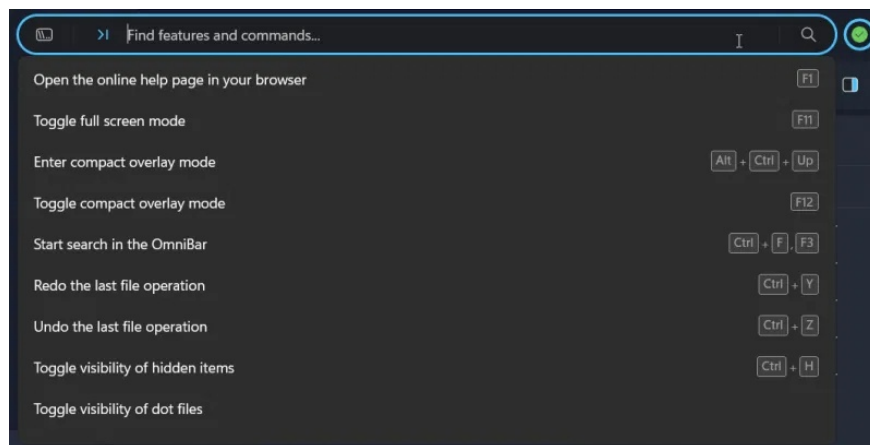 Find features and commands...
Open the online help page in your browser F1
Toggle full screen mode F11
Enter compact overlay mode Alt + Ctrl + Up
Toggle compact overlay mode F12
Start search in the OmniBar Ctrl + F, F3
Redo the last file operation Ctrl + Y
Undo the last file operation Ctrl + Z
Toggle visibility of hidden items Ctrl + H
Toggle visibility of dot files